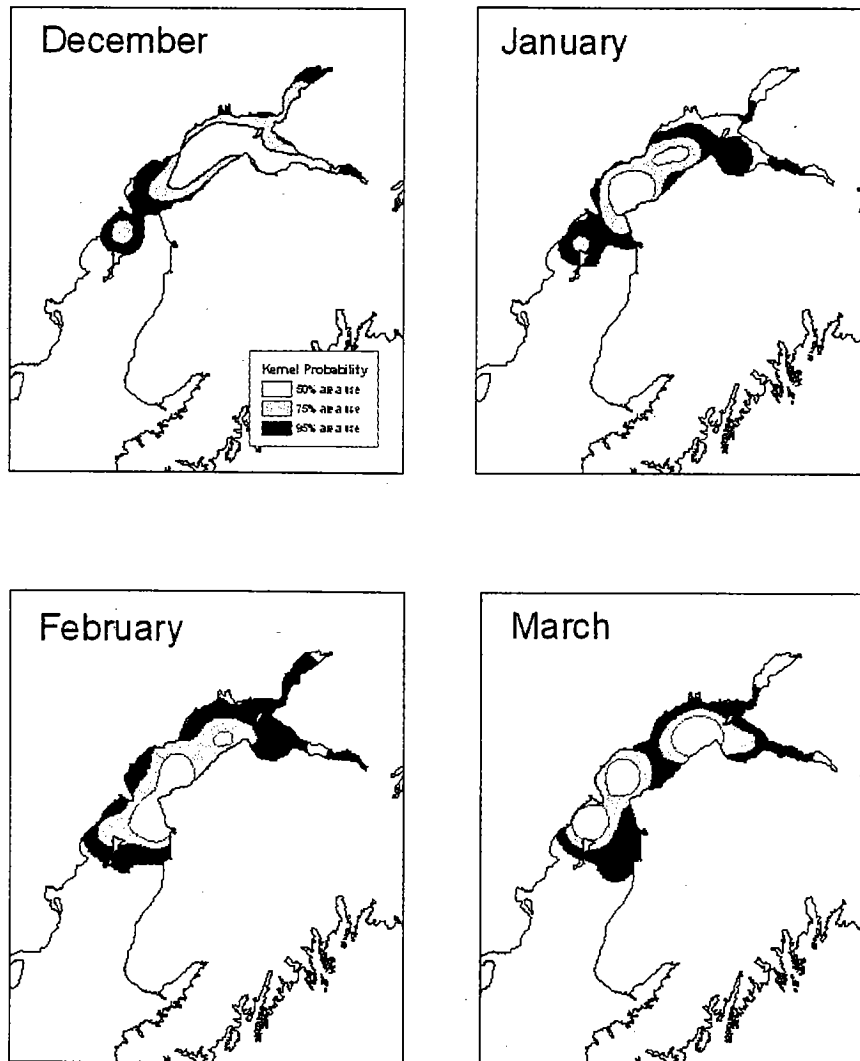 December
January
Kernel Probability
50% area use
75% area use
95% area use
February
March